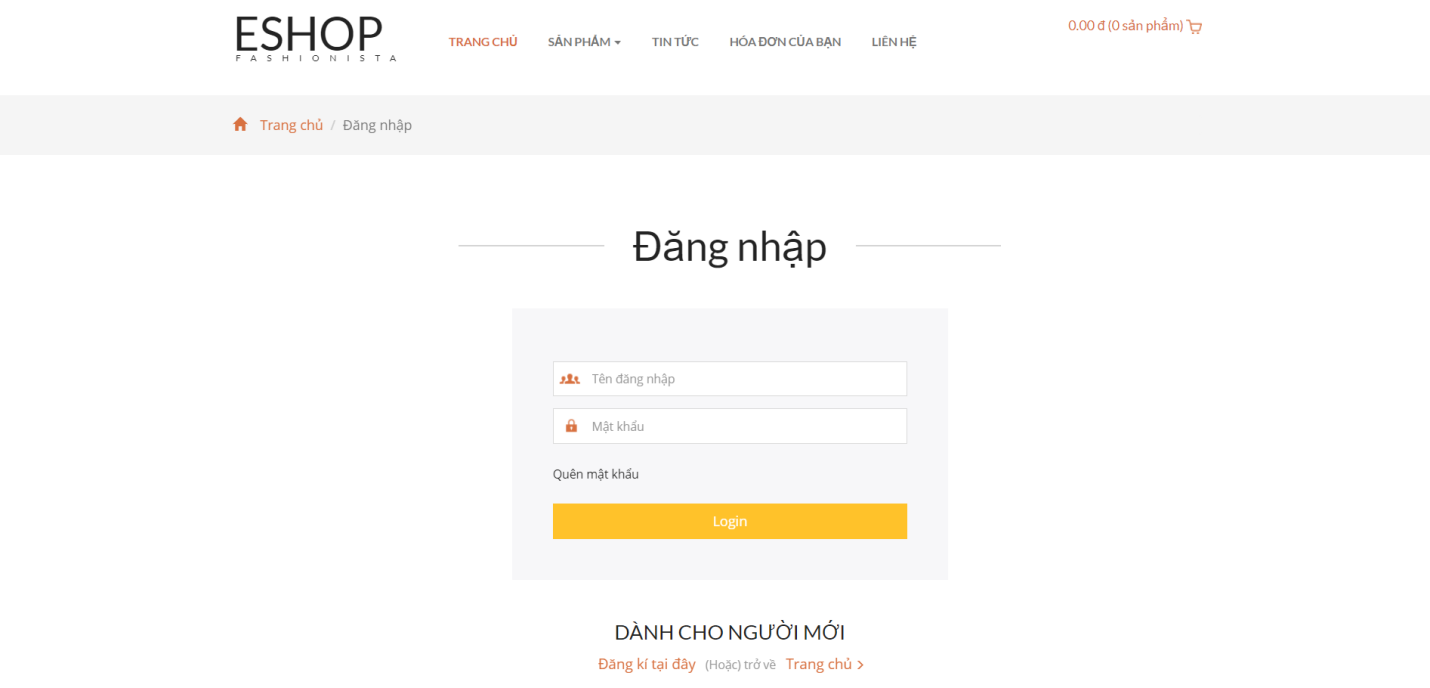 ESHOP
FASHIONISTA
TRANG CHỦ SẢN PHẨM TIN TỨC HÓA ĐƠN CỦA BẠN LIÊN HỆ
0.00 đ (0 sản phẩm)
Trang chủ / Đăng nhập
Đăng nhập
Tên đăng nhập
Mật khẩu
Quên mật khẩu
Login
DÀNH CHO NGƯỜI MỚI
Đăng kí tại đây (Hoặc) trở về Trang chủ >